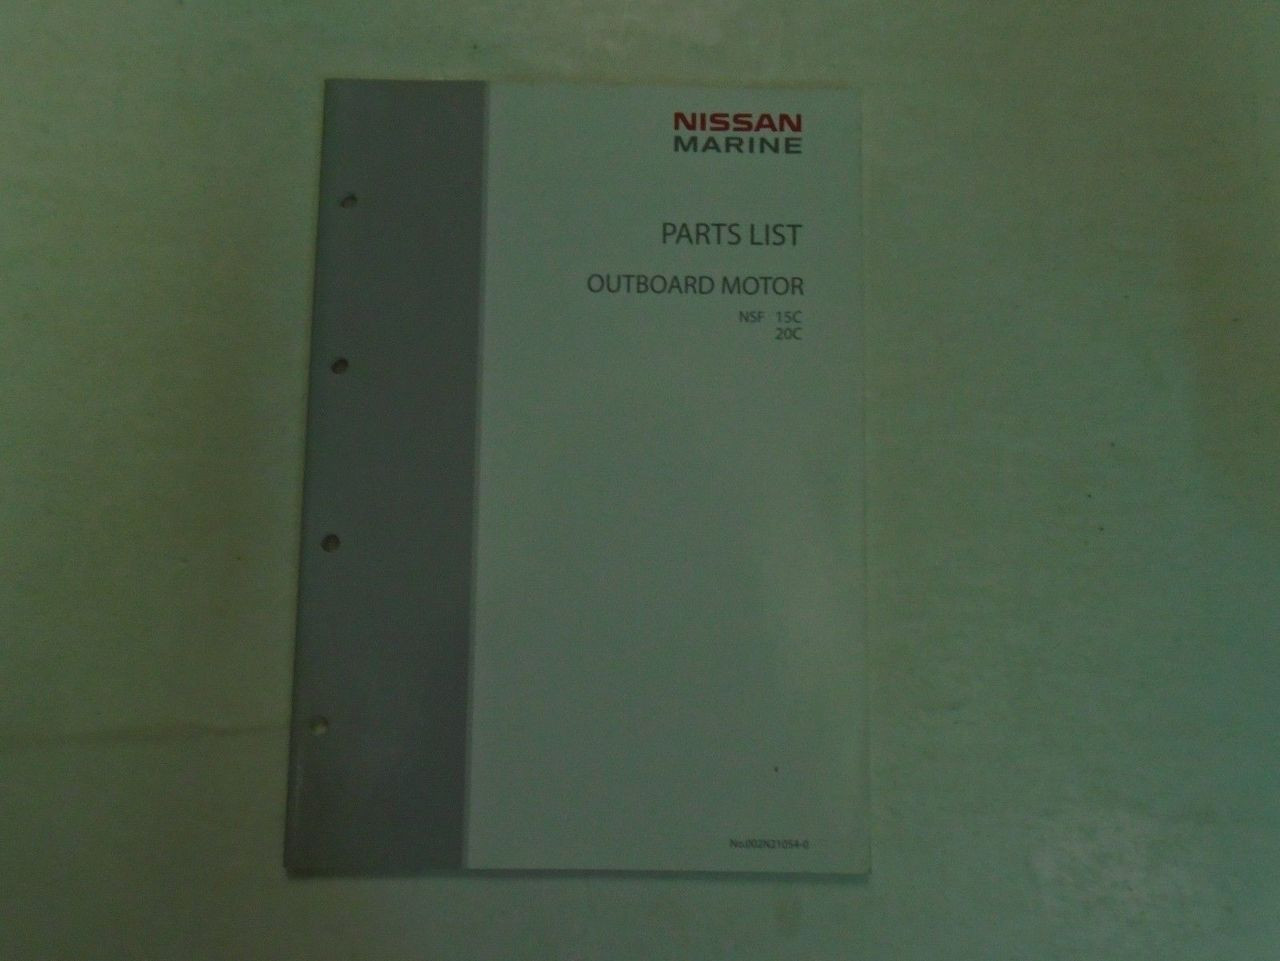 NISSAN
MARINE
PARTS LIST
OUTBOARD MOTOR
NSF 15C
20C
No.002N21054-0